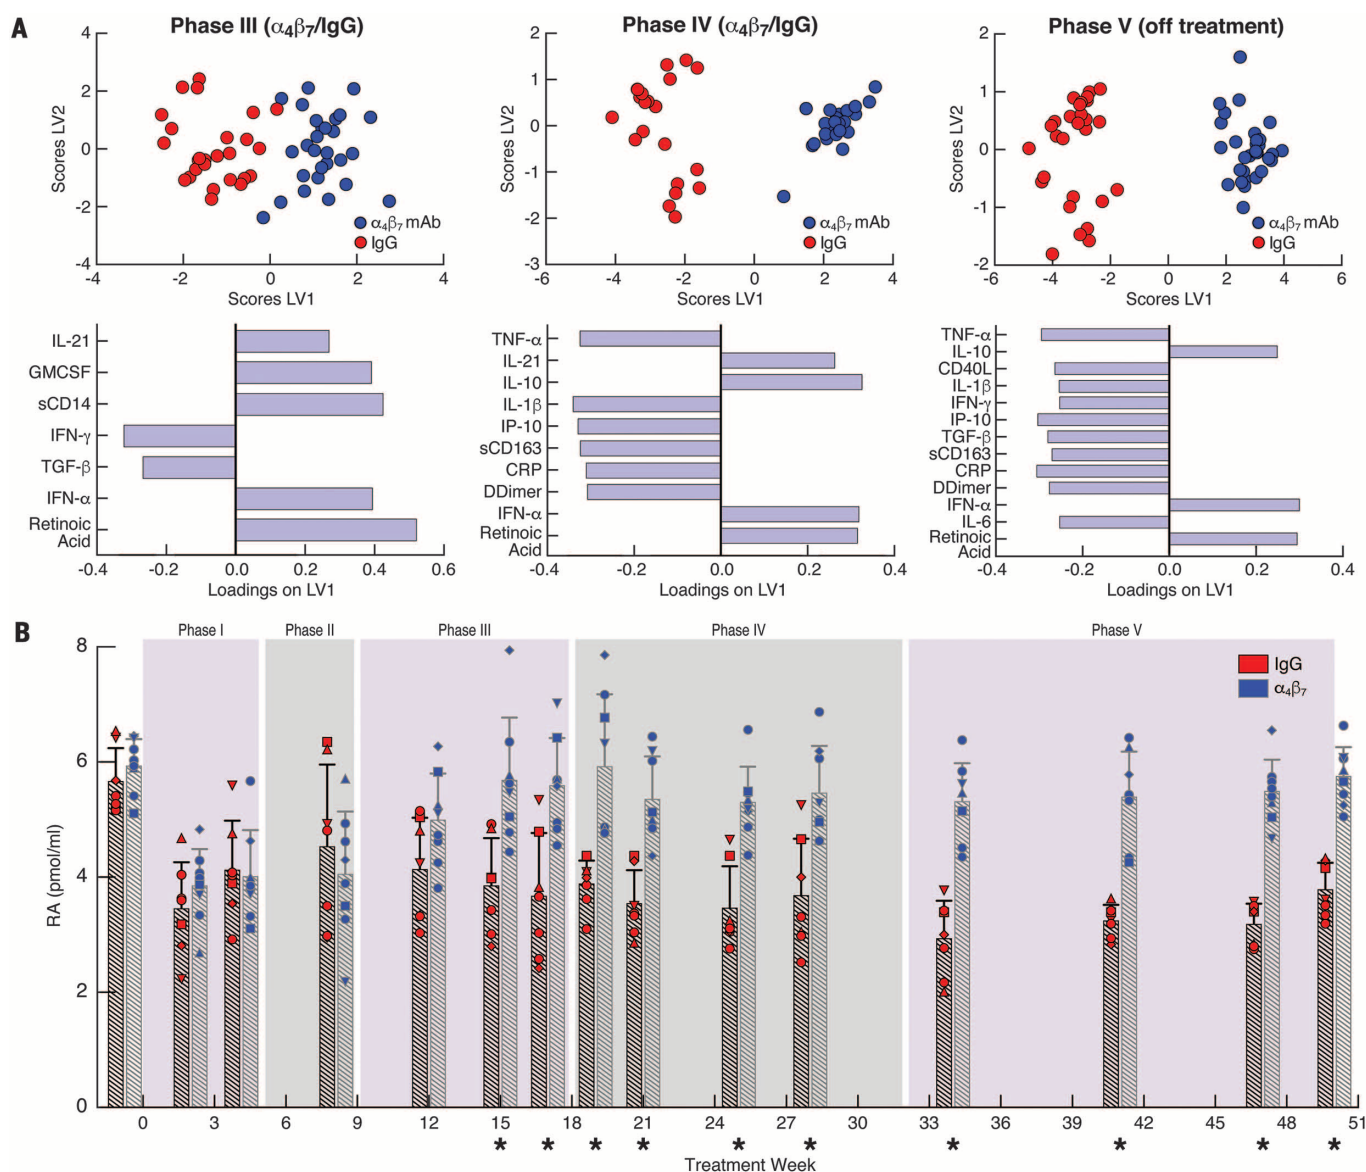 A
Phase III (α₄β₇/IgG)
Phase IV (α₄β₇/IgG)
Phase V (off treatment)
4
2
0
-2
-4
Scores LV2
-4
-2
0
2
4
Scores LV1
α₄β₇ mAb
IgG
2
1
0
-1
-2
-3
Scores LV2
-6
-4
-2
0
2
4
6
Scores LV1
α₄β₇ mAb
IgG
2
1
0
-1
-2
Scores LV2
-6
-4
-2
0
2
4
6
Scores LV1
α₄β₇ mAb
IgG
IL-21
GMCSF
sCD14
IFN-γ
TGF-β
IFN-α
Retinoic
Acid
-0.4
-0.2
0.0
0.2
0.4
0.6
Loadings on LV1
TNF-α
IL-21
IL-10
IL-1β
IP-10
sCD163
CRP
DDimer
IFN-α
Retinoic
Acid
-0.4
-0.2
0.0
0.2
0.4
Loadings on LV1
TNF-α
IL-10
CD40L
IL-1β
IFN-γ
IP-10
TGF-β
sCD163
CRP
DDimer
IFN-α
IL-6
Retinoic
Acid
-0.4
-0.2
0.0
0.2
0.4
Loadings on LV1
B
Phase I
Phase II
Phase III
Phase IV
Phase V
8
6
4
2
0
RA (pmol/ml)
IgG
α₄β₇
0
3
6
9
12
15
18
21
24
27
30
33
36
39
42
45
48
51
* * * * * * * * * *
Treatment Week